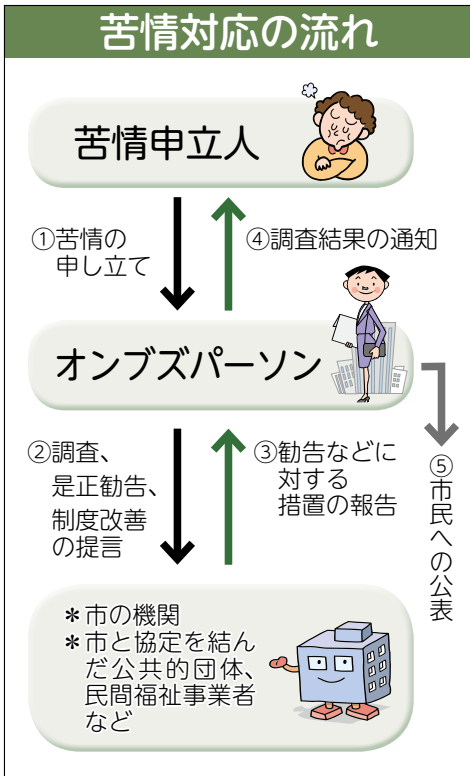 苦情対応の流れ
苦情申立人
①苦情の
申し立て
④調査結果の通知
オンブズパーソン
②調査、
是正勧告、
制度改善
の提言
③勧告などに
対する
措置の報告
⑤市民への公表
＊市の機関
＊市と協定を結ん
だ公共的団体、
民間福祉事業者
など